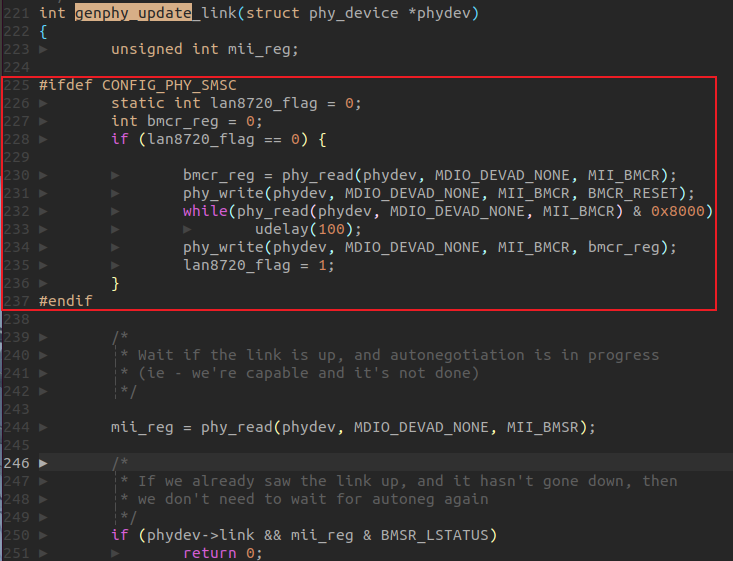 221 int genphy_update_link(struct phy_device *phydev)
222 {
223 ▸ unsigned int mii_reg;
224
225 #ifdef CONFIG_PHY_SMSC
226 ▸ static int lan8720_flag = 0;
227 ▸ int bmcr_reg = 0;
228 ▸ if (lan8720_flag == 0) {
229
230 ▸ ▸ bmcr_reg = phy_read(phydev, MDIO_DEVAD_NONE, MII_BMCR);
231 ▸ ▸ phy_write(phydev, MDIO_DEVAD_NONE, MII_BMCR, BMCR_RESET);
232 ▸ ▸ while(phy_read(phydev, MDIO_DEVAD_NONE, MII_BMCR) & 0x8000)
233 ▸ ▸ ▸ udelay(100);
234 ▸ ▸ phy_write(phydev, MDIO_DEVAD_NONE, MII_BMCR, bmcr_reg);
235 ▸ ▸ lan8720_flag = 1;
236 ▸ ▸ }
237 #endif
238
239 ▸ /*
240 ▸ ¦* Wait if the link is up, and autonegotiation is in progress
241 ▸ ¦* (ie - we're capable and it's not done)
242 ▸ ¦*/
243
244 ▸ mii_reg = phy_read(phydev, MDIO_DEVAD_NONE, MII_BMSR);
245
246 ▸ /*
247 ▸ ¦* If we already saw the link up, and it hasn't gone down, then
248 ▸ ¦* we don't need to wait for autoneg again
249 ▸ ¦*/
250 ▸ if (phydev->link && mii_reg & BMSR_LSTATUS)
251 ▸ ▸ return 0;